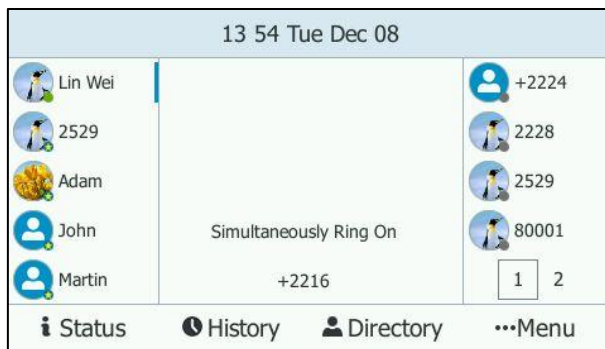 13 54 Tue Dec 08
Lin Wei
2529
Adam
John
Martin
Simultaneously Ring On
+2216
+2224
2228
2529
80001
1 2
Status History Directory Menu